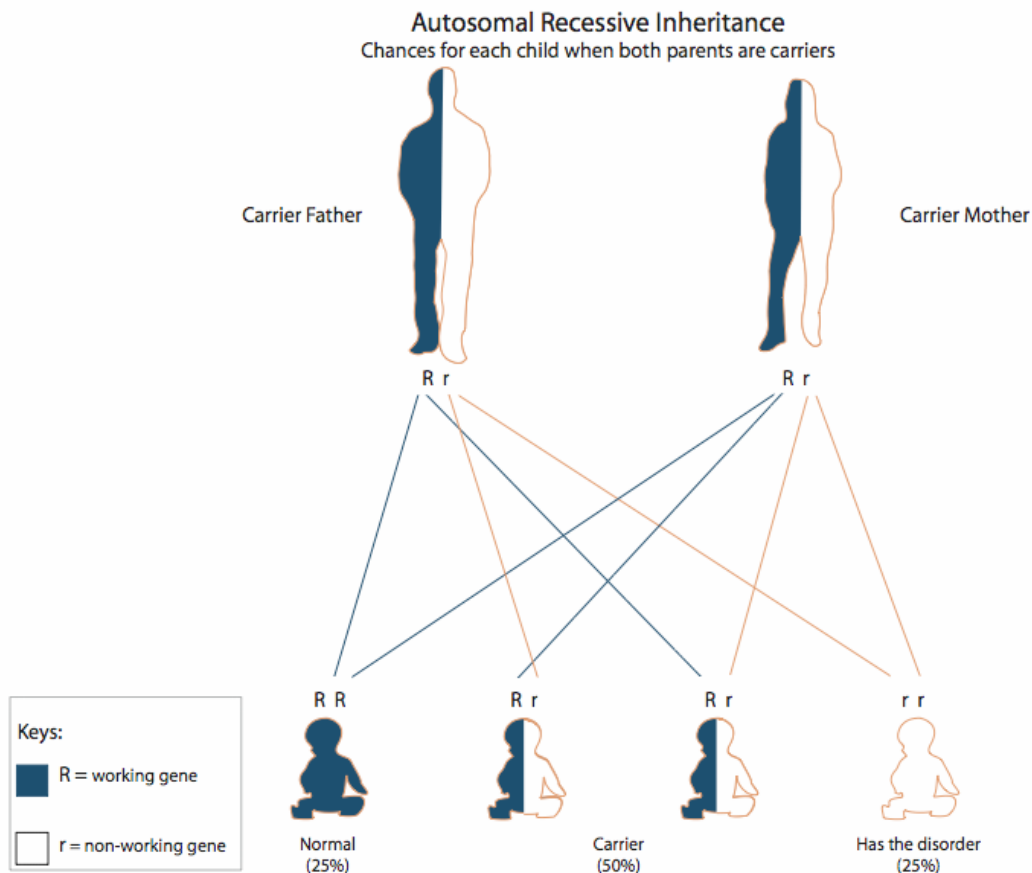 Autosomal Recessive Inheritance
Chances for each child when both parents are carriers
Carrier Father
Carrier Mother
R r
R r
R R
R r
R r
r r
Keys:
R = working gene
r = non-working gene
Normal
(25%)
Carrier
(50%)
Has the disorder
(25%)